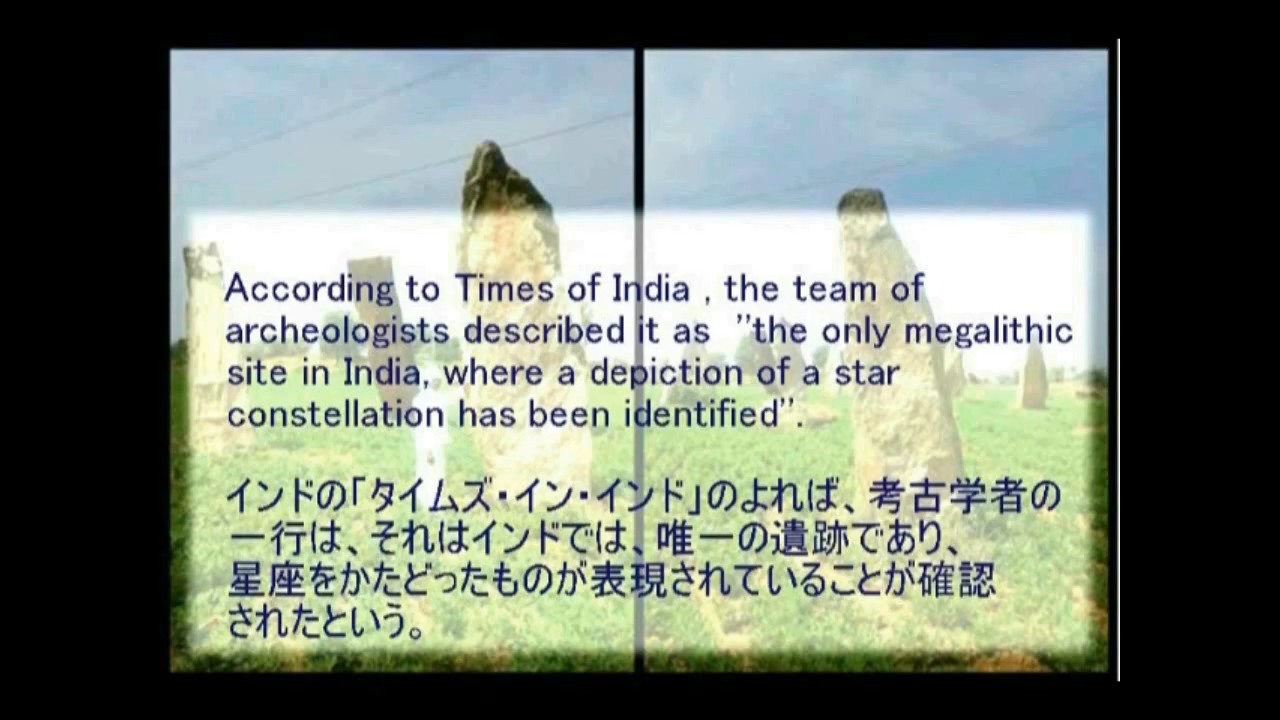 According to Times of India , the team of
archeologists described it as ”the only megalithic
site in India, where a depiction of a star
constellation has been identified”.
インドの「タイムズ・イン・インド」のよれば、考古学者の
一行は、それはインドでは、唯一の遺跡であり、
星座をかたどったものが表現されていることが確認
されたという。